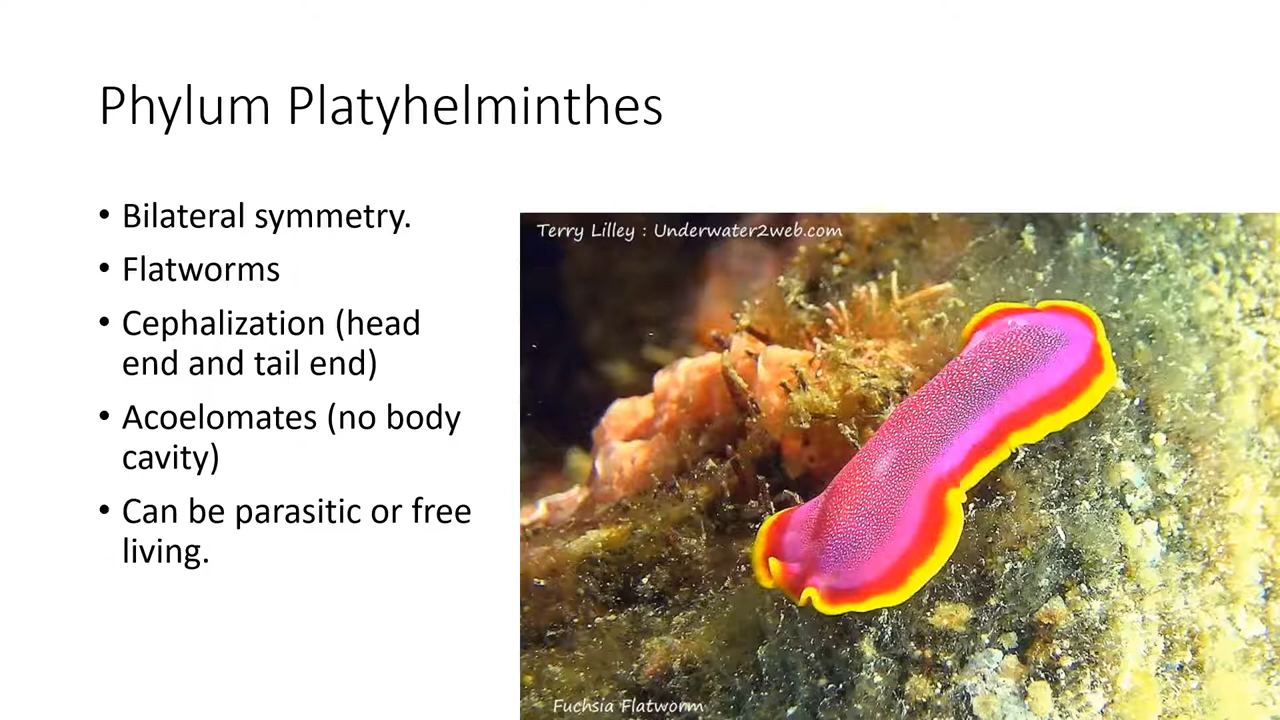 Phylum Platyhelminthes
• Bilateral symmetry.
• Flatworms
• Cephalization (head
end and tail end)
• Acoelomates (no body
cavity)
• Can be parasitic or free
living.
Terry Lilley : Underwater2web.com
Fuchsia Flatworm